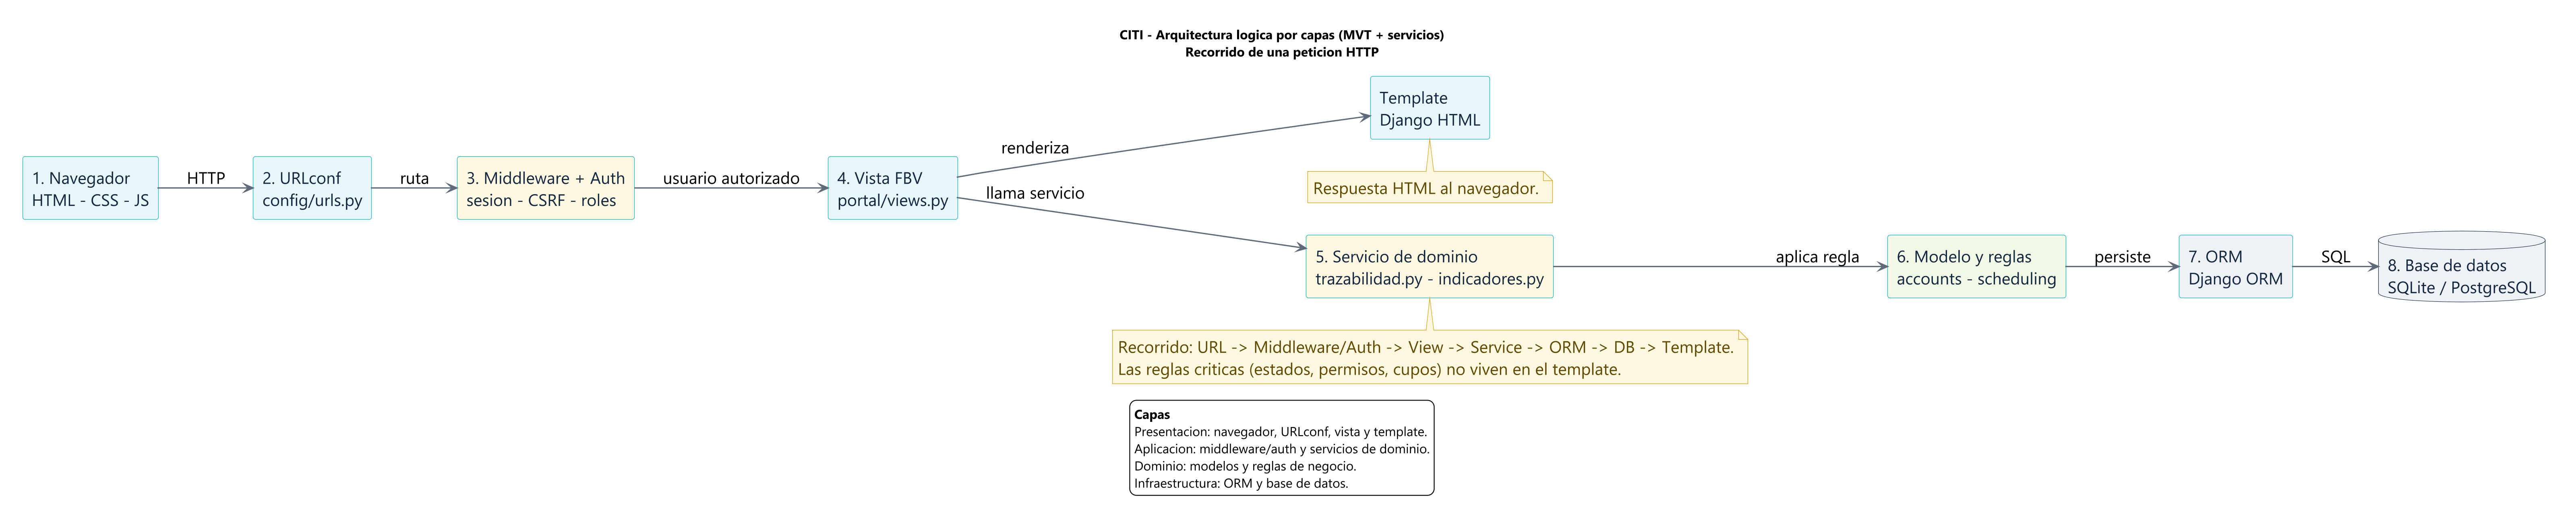 CITI - Arquitectura logica por capas (MVT + servicios)
Recorrido de una peticion HTTP
1. Navegador
HTML - CSS - JS
HTTP
2. URLconf
config/urls.py
ruta
3. Middleware + Auth
sesion - CSRF - roles
usuario autorizado
4. Vista FBV
portal/views.py
renderiza
Template
Django HTML
Respuesta HTML al navegador.
llama servicio
5. Servicio de dominio
trazabilidad.py - indicadores.py
aplica regla
6. Modelo y reglas
accounts - scheduling
persiste
7. ORM
Django ORM
SQL
8. Base de datos
SQLite / PostgreSQL
Recorrido: URL -> Middleware/Auth -> View -> Service -> ORM -> DB -> Template.
Las reglas criticas (estados, permisos, cupos) no viven en el template.
Capas
Presentacion: navegador, URLconf, vista y template.
Aplicacion: middleware/auth y servicios de dominio.
Dominio: modelos y reglas de negocio.
Infraestructura: ORM y base de datos.